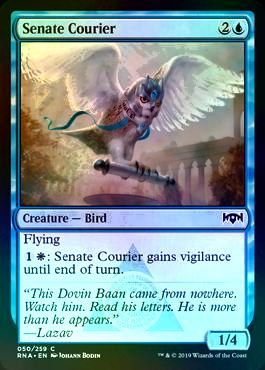 Senate Courier 2
Creature — Bird
Flying
1 : Senate Courier gains vigilance
until end of turn.
"This Dovin Baan came from nowhere.
Watch him. Read his letters. He is more
than he appears."
—Lazav
1/4
050/259 C
RNA • EN Johann Bodin
™ & © 2019 Wizards of the Coast